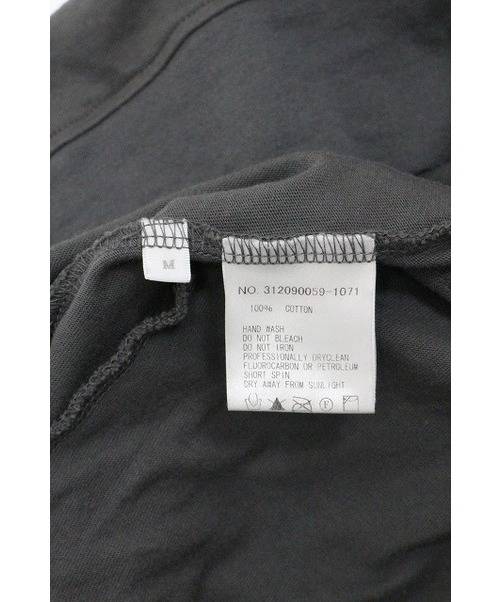 M
NO. 312090059-1071
100% COTTON
HAND WASH
DO NOT BLEACH
DO NOT IRON
PROFESSIONALLY DRYCLEAN
FLUOROCARBON OR PETROLEUM
SHORT SPIN
DRY AWAY FROM SUNLIGHT
F